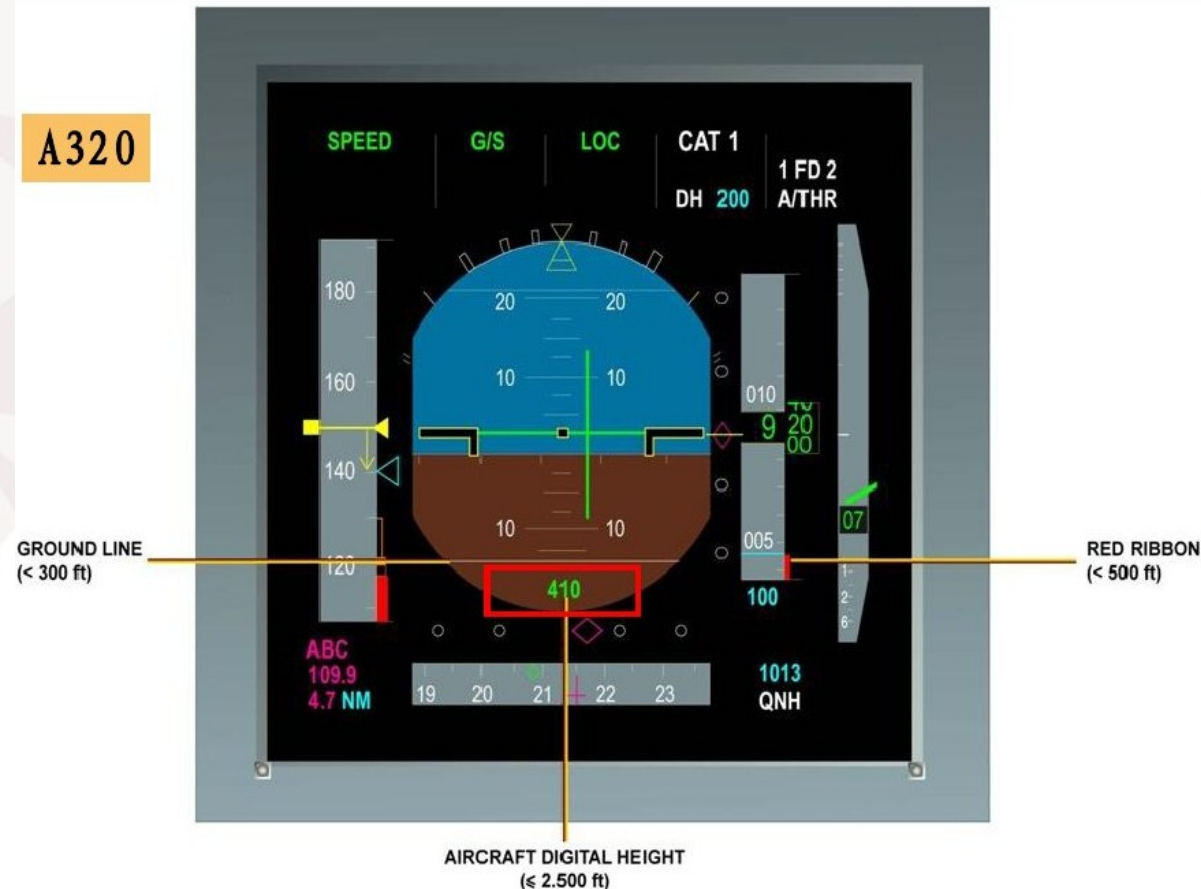 A320
SPEED G/S LOC CAT 1
1 FD 2
DH 200 A/THR
180
160
140
120
20 20
10 10
10 10
410
010
9
20
00
005
100
07
1
2
6
GROUND LINE
(< 300 ft)
RED RIBBON
(< 500 ft)
ABC
109.9
4.7 NM
19 20 21 22 23
1013
QNH
AIRCRAFT DIGITAL HEIGHT
(⩽ 2.500 ft)